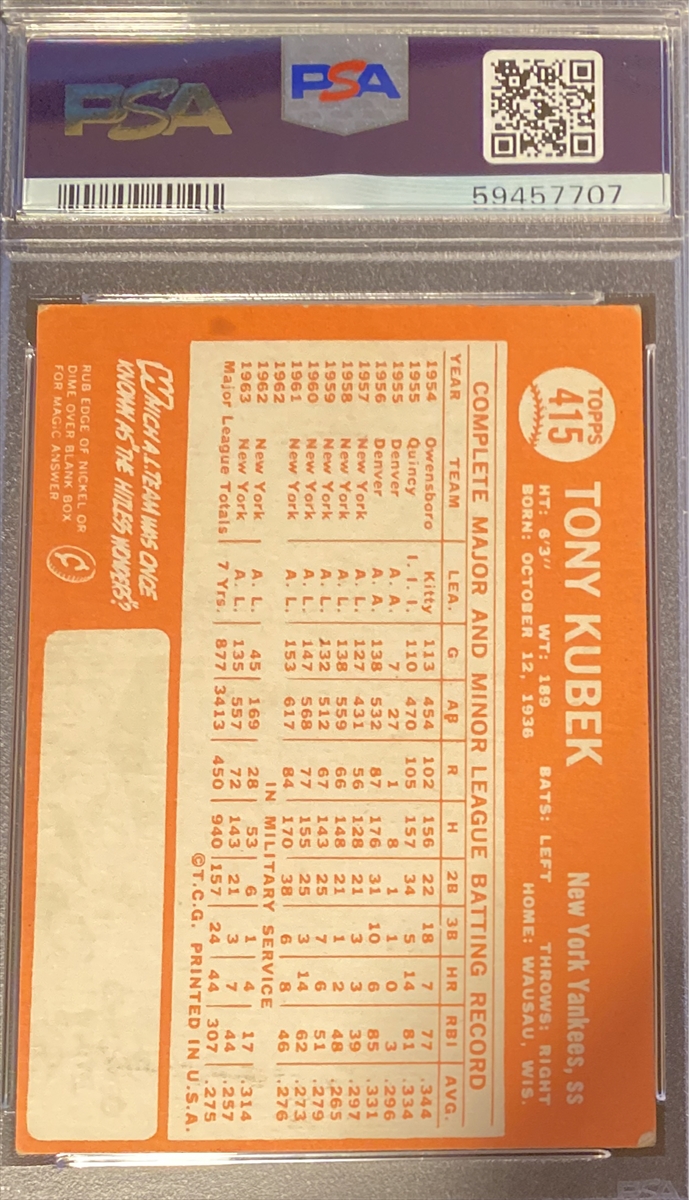 PSA
PSA
59457707
TOPPS
415
TONY KUBEK
New York Yankees, SS
HT: 6'3" WT: 189 BATS: LEFT THROWS: RIGHT
BORN: OCTOBER 12, 1936 HOME: WAUSAU, WIS.
COMPLETE MAJOR AND MINOR LEAGUE BATTING RECORD
YEAR TEAM LEA. G AB R H 2B 3B HR RBI AVG.
1954 Owensboro Kitty 113 454 102 156 22 18 7 77 .344
1955 Quincy I. I. I. 110 470 105 157 34 5 14 81 .334
1955 Denver A. A. 7 27 1 8 1 1 0 3 .296
1956 Denver A. A. 138 532 87 176 31 10 6 85 .331
1957 New York A. L. 127 431 56 128 21 3 3 39 .297
1958 New York A. L. 138 559 66 148 21 1 2 48 .265
1959 New York A. L. 132 512 67 143 25 7 6 51 .279
1960 New York A. L. 147 568 77 155 25 3 14 62 .273
1961 New York A. L. 153 617 84 170 38 6 8 46 .276
1962 IN MILITARY SERVICE
1962 New York A. L. 45 169 28 53 6 1 4 17 .314
1963 New York A. L. 135 557 72 143 21 3 7 44 .257
Major League Totals 7 Yrs. 877 3413 450 940 157 24 44 307 .275
©T.C.G. PRINTED IN U.S.A.
WHICH A.L. TEAM WAS ONCE
KNOWN AS THE "HITLESS WONDERS"?
RUB EDGE OF NICKEL OR
DIME OVER BLANK BOX
FOR MAGIC ANSWER